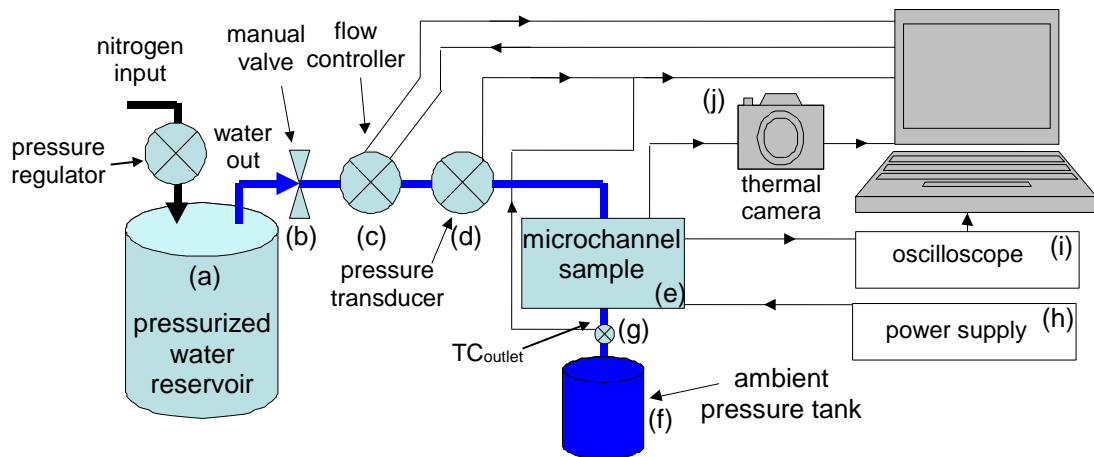 nitrogen
input
manual
valve
flow
controller
pressure
regulator
water
out
(a)
pressurized
water
reservoir
(b)
(c)
(d)
pressure
transducer
microchannel
sample
(e)
TCoutlet
(g)
(f)
ambient
pressure tank
(j)
thermal
camera
oscilloscope
(i)
power supply
(h)